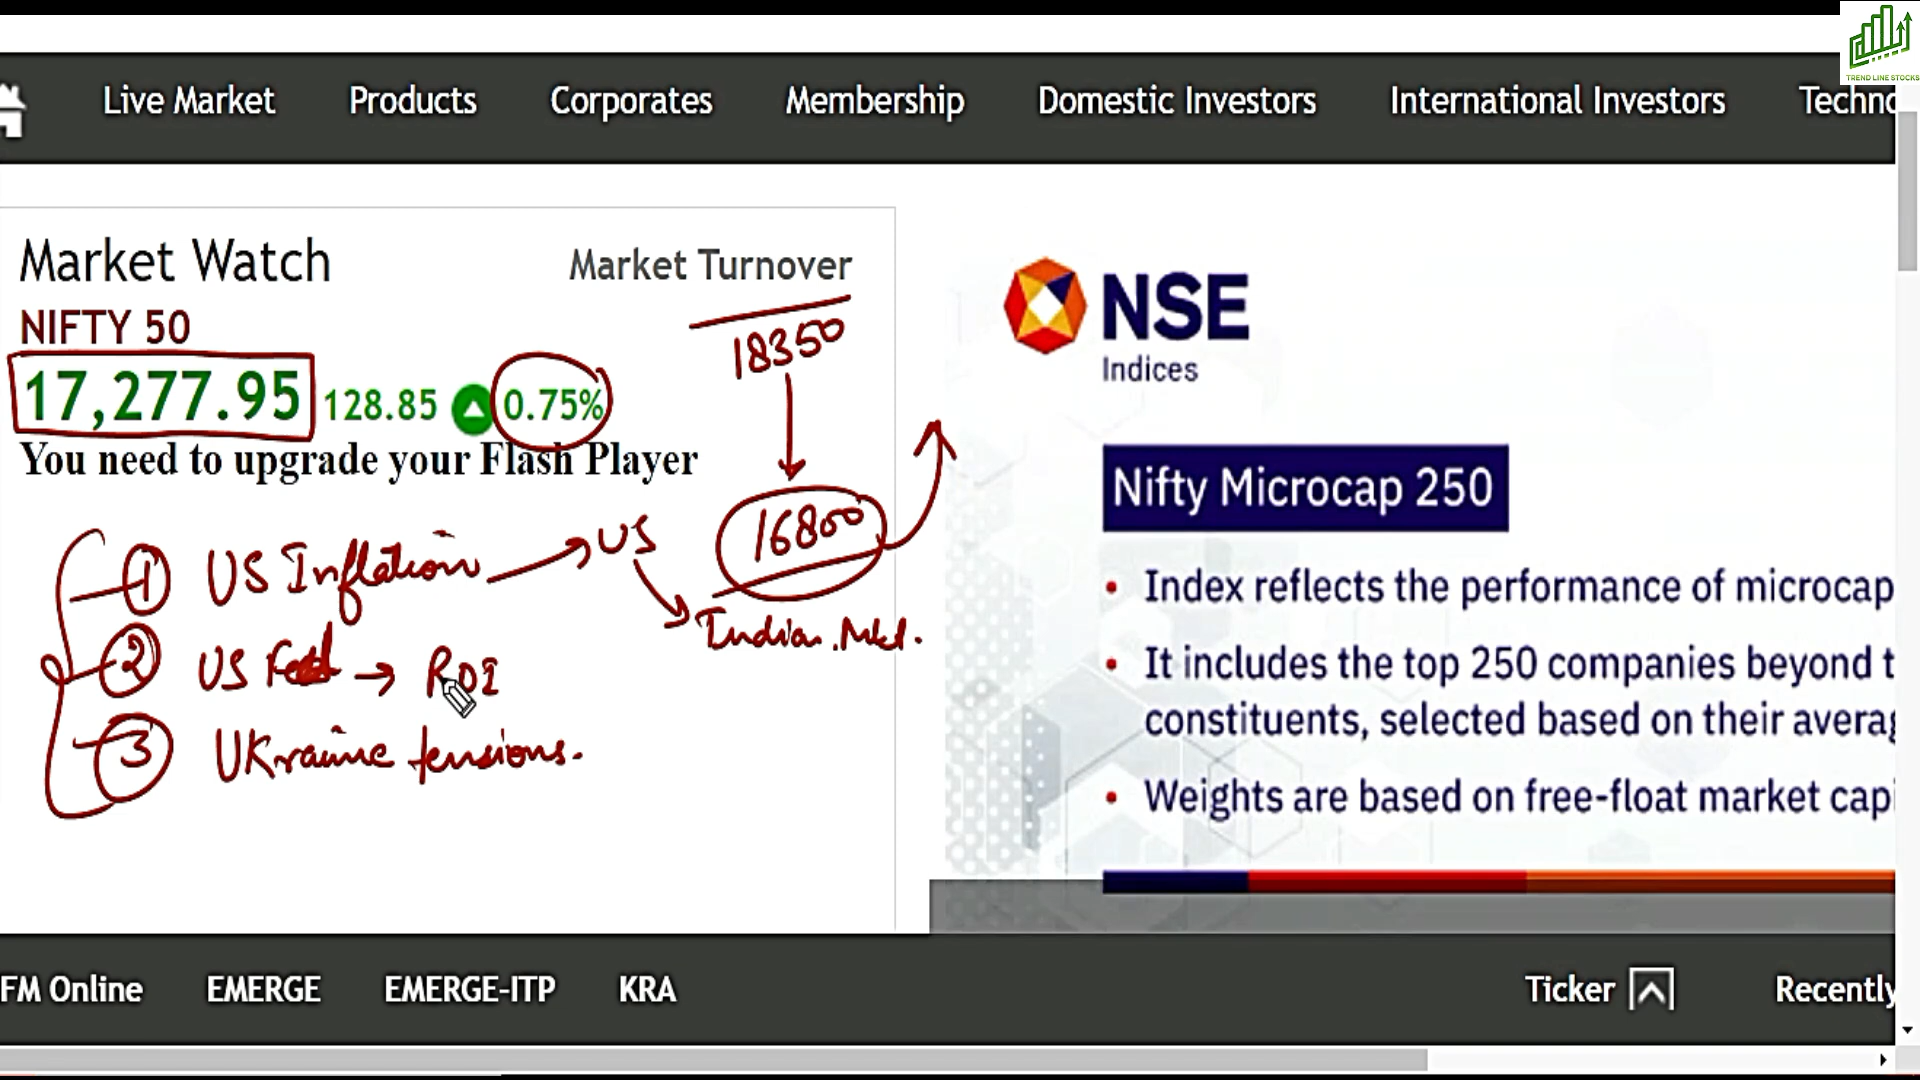 TREND LINE STOCKS
Live Market Products Corporates Membership Domestic Investors International Investors Techno
Market Watch Market Turnover
NIFTY 50
17,277.95 128.85 0.75%
You need to upgrade your Flash Player
18350
16800
1 US Inflation → US
Indian Mkt.
2 US Fed → ROI
3 UKraine tensions.
NSE
Indices
Nifty Microcap 250
• Index reflects the performance of microcap
• It includes the top 250 companies beyond t
constituents, selected based on their averag
• Weights are based on free-float market capi
FM Online EMERGE EMERGE-ITP KRA Ticker Recently